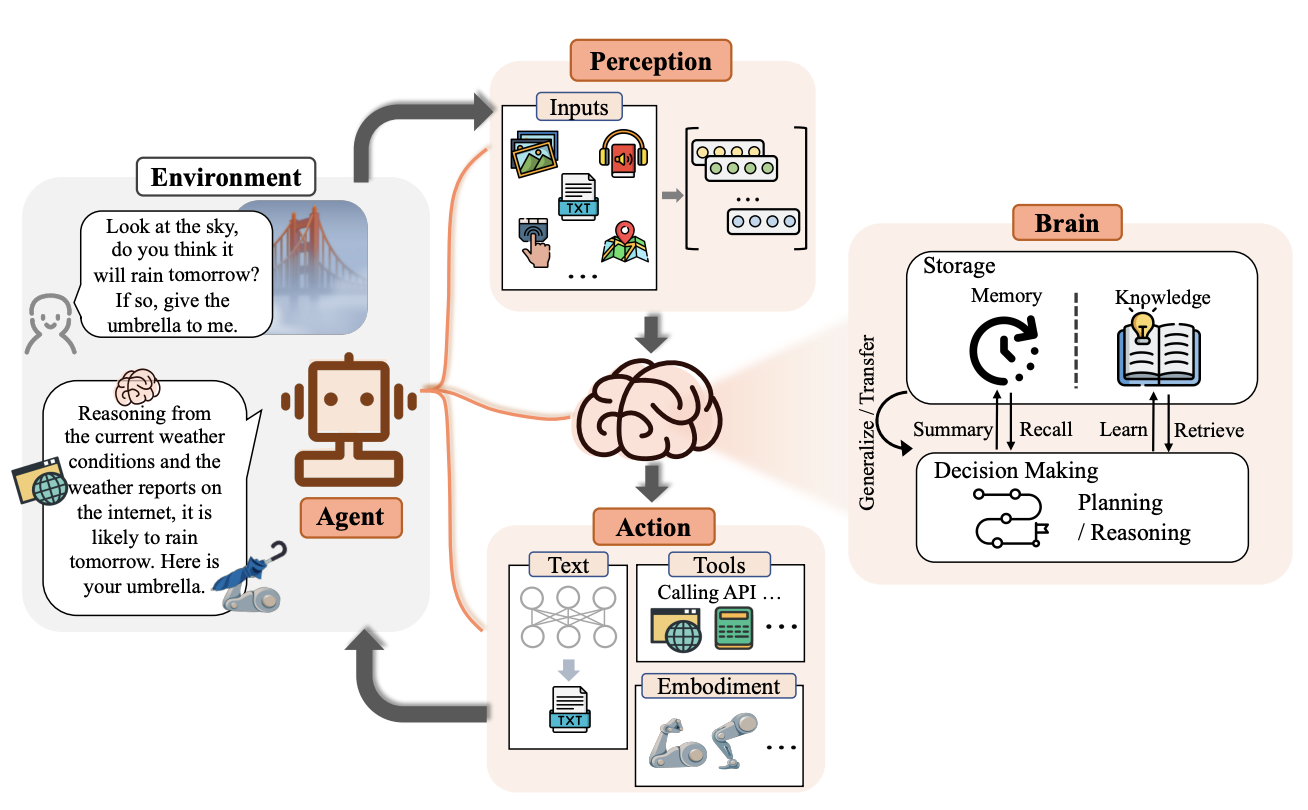 Perception
Inputs
TXT
...
...
Environment
Look at the sky,
do you think it
will rain tomorrow?
If so, give the
umbrella to me.
Reasoning from
the current weather
conditions and the
weather reports on
the internet, it is
likely to rain
tomorrow. Here is
your umbrella.
Agent
Brain
Storage
Memory
Knowledge
Generalize / Transfer
Summary
Recall
Learn
Retrieve
Decision Making
Planning
/ Reasoning
Action
Text
TXT
Tools
Calling API ...
...
Embodiment
...